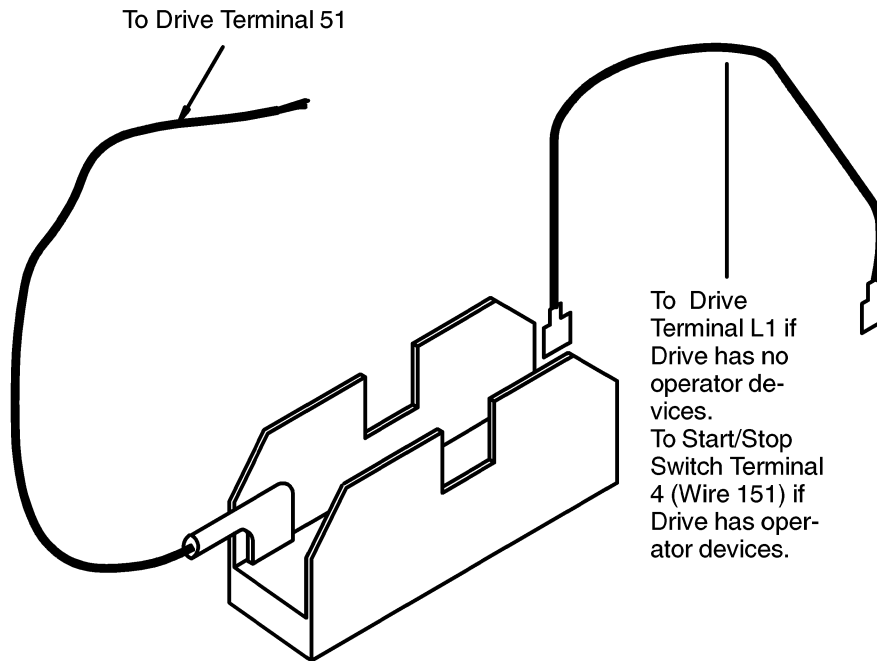 To Drive Terminal 51
To Drive
Terminal L1 if
Drive has no
operator de-
vices.
To Start/Stop
Switch Terminal
4 (Wire 151) if
Drive has oper-
ator devices.